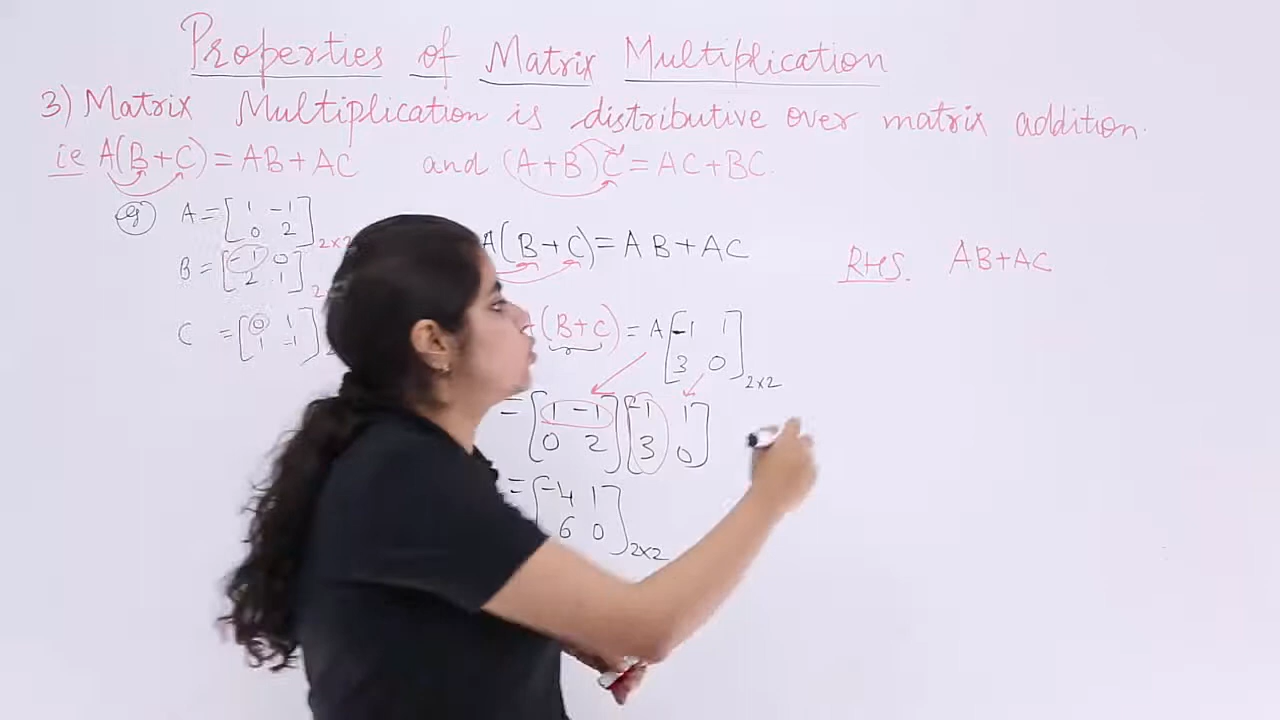 Properties of Matrix Multiplication
3) Matrix Multiplication is distributive over matrix addition.
ie A(B+C) = AB + AC and (A+B)C = AC + BC.
eg A = [1 -1
0 2] 2x2
A(B+C) = AB + AC
RHS. AB+AC
B = [-1 0
2 1] 2
C = [0 1
1 -1]
(B+C) = A [-1 1
3 0] 2x2
= [1 -1
0 2] [-1 1
3 0]
= [-4 1
6 0] 2x2